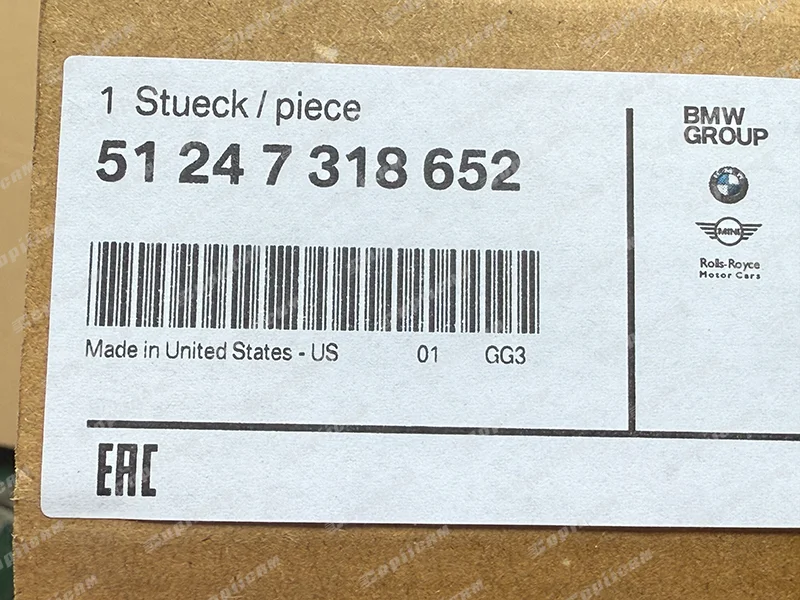 1 Stueck / piece
51 24 7 318 652
Made in United States - US 01 GG3
EAC
BMW
GROUP
MINI
Rolls-Royce
Motor Cars